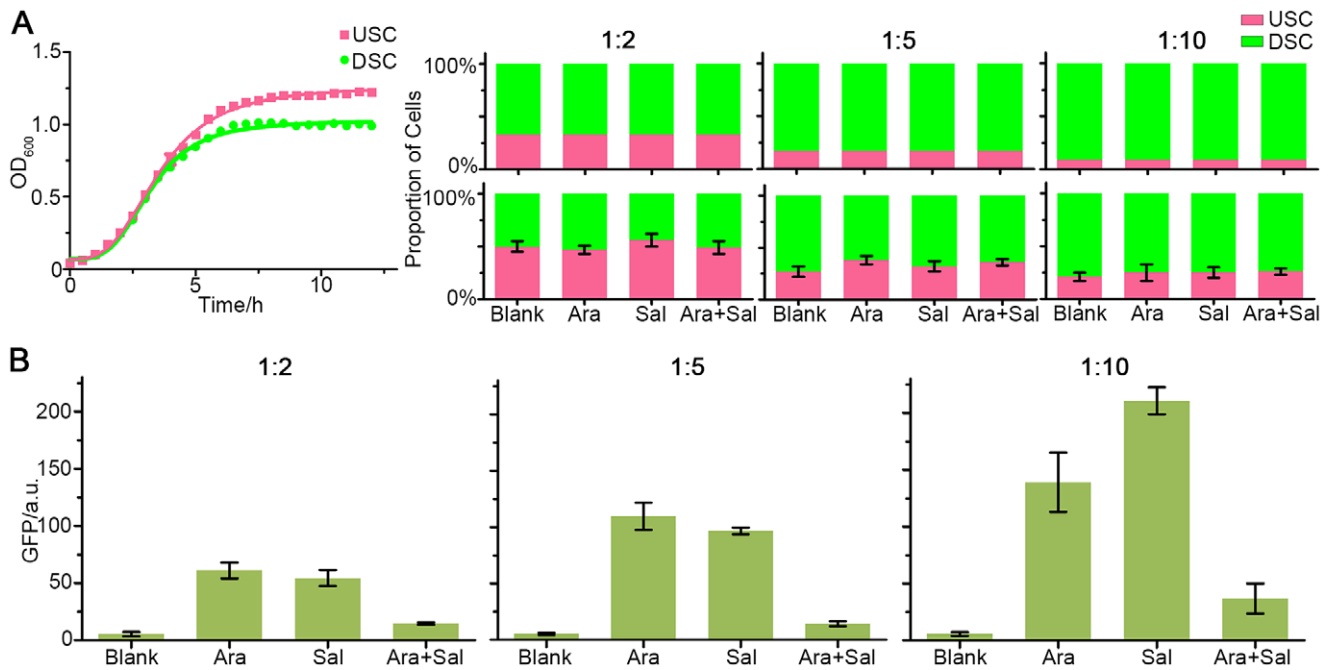 A
USC
DSC
1.5
1.0
0.5
0
OD600
0
5
10
Time/h
USC
DSC
1:2
1:5
1:10
Proportion of Cells
100%
0%
100%
0%
Blank Ara Sal Ara+Sal
Blank Ara Sal Ara+Sal
Blank Ara Sal Ara+Sal
B
1:2
1:5
1:10
GFP/a.u.
200
150
100
50
0
Blank Ara Sal Ara+Sal
Blank Ara Sal Ara+Sal
Blank Ara Sal Ara+Sal